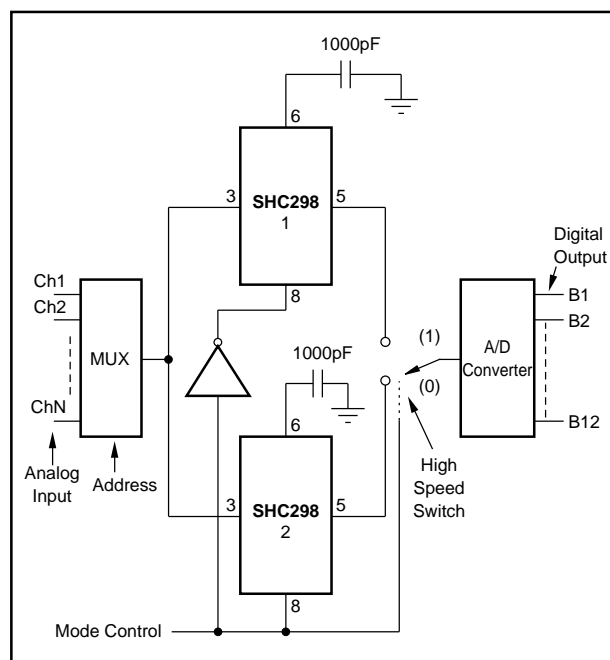 1000pF
6
3
SHC298
1
5
8
Ch1
Ch2
ChN
MUX
Analog
Input
Address
1000pF
6
3
SHC298
2
5
8
(1)
(0)
High
Speed
Switch
A/D
Converter
Digital
Output
B1
B2
B12
Mode Control